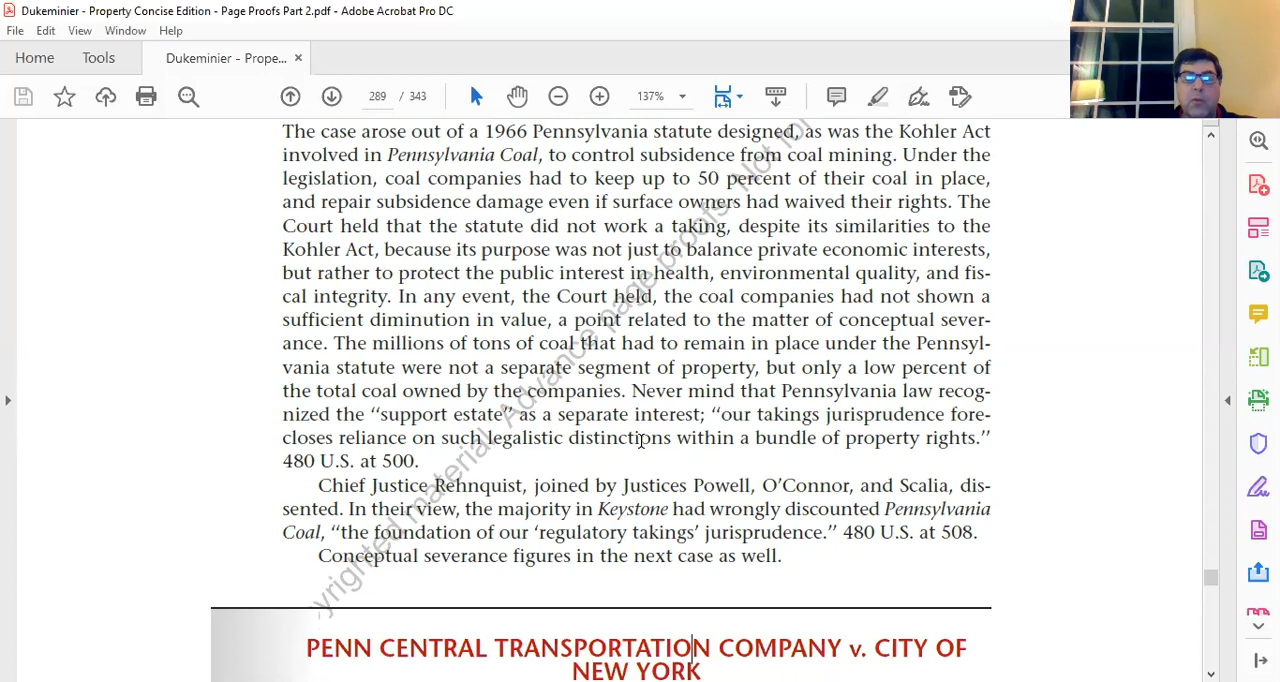 Dukeminier - Property Concise Edition - Page Proofs Part 2.pdf - Adobe Acrobat Pro DC
File Edit View Window Help
Home Tools Dukeminier - Prope... ×
289 / 343 137%
The case arose out of a 1966 Pennsylvania statute designed, as was the Kohler Act
involved in Pennsylvania Coal, to control subsidence from coal mining. Under the
legislation, coal companies had to keep up to 50 percent of their coal in place,
and repair subsidence damage even if surface owners had waived their rights. The
Court held that the statute did not work a taking, despite its similarities to the
Kohler Act, because its purpose was not just to balance private economic interests,
but rather to protect the public interest in health, environmental quality, and fis-
cal integrity. In any event, the Court held, the coal companies had not shown a
sufficient diminution in value, a point related to the matter of conceptual sever-
ance. The millions of tons of coal that had to remain in place under the Pennsyl-
vania statute were not a separate segment of property, but only a low percent of
the total coal owned by the companies. Never mind that Pennsylvania law recog-
nized the “support estate” as a separate interest; “our takings jurisprudence fore-
closes reliance on such legalistic distinctions within a bundle of property rights.”
480 U.S. at 500.
Chief Justice Rehnquist, joined by Justices Powell, O’Connor, and Scalia, dis-
sented. In their view, the majority in Keystone had wrongly discounted Pennsylvania
Coal, “the foundation of our ‘regulatory takings’ jurisprudence.” 480 U.S. at 508.
Conceptual severance figures in the next case as well.
PENN CENTRAL TRANSPORTATION COMPANY v. CITY OF
NEW YORK
yrighted material. Advance page proofs. Not for